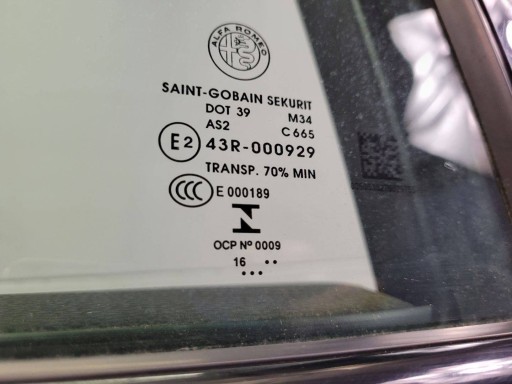 ALFA ROMEO
SAINT-GOBAIN SEKURIT
DOT 39 M34
AS2 C665
E2 43R-000929
TRANSP. 70% MIN
CCC E 000189
N
OCP Nº 0009
16 ..
...